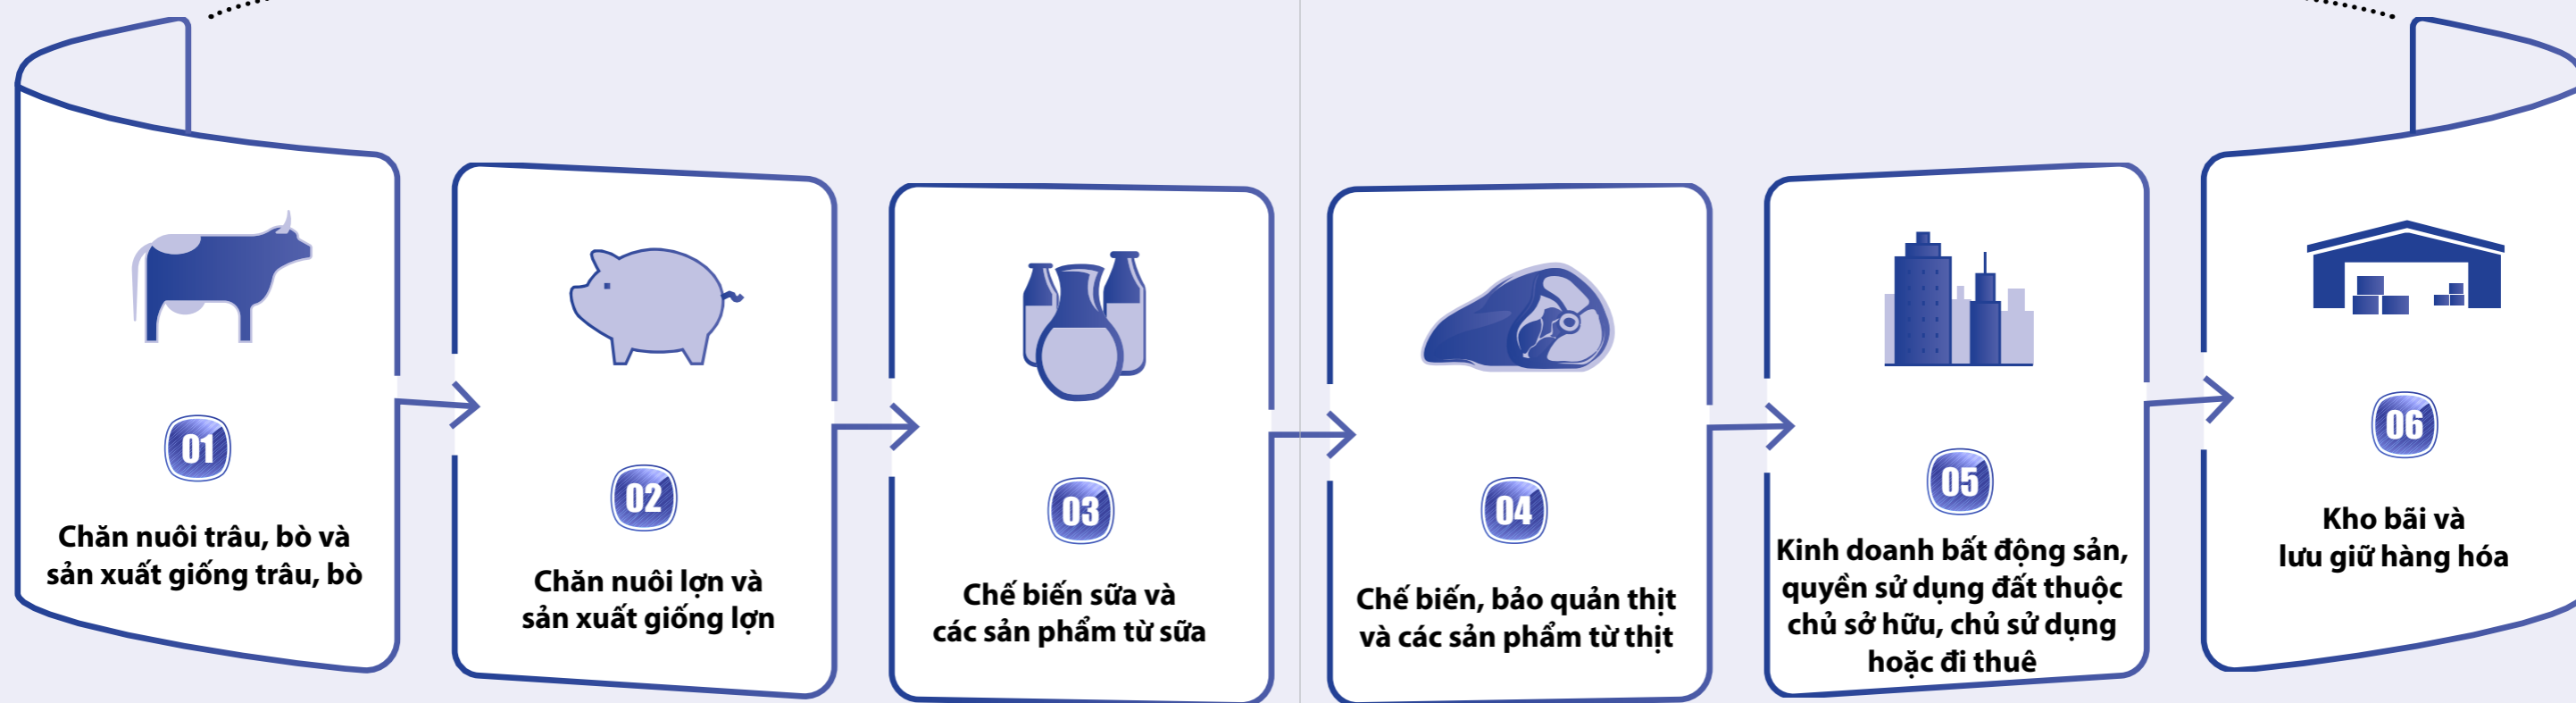 01
Chăn nuôi trâu, bò và
sản xuất giống trâu, bò
02
Chăn nuôi lợn và
sản xuất giống lợn
03
Chế biến sữa và
các sản phẩm từ sữa
04
Chế biến, bảo quản thịt
và các sản phẩm từ thịt
05
Kinh doanh bất động sản,
quyền sử dụng đất thuộc
chủ sở hữu, chủ sử dụng
hoặc đi thuê
06
Kho bãi và
lưu giữ hàng hóa